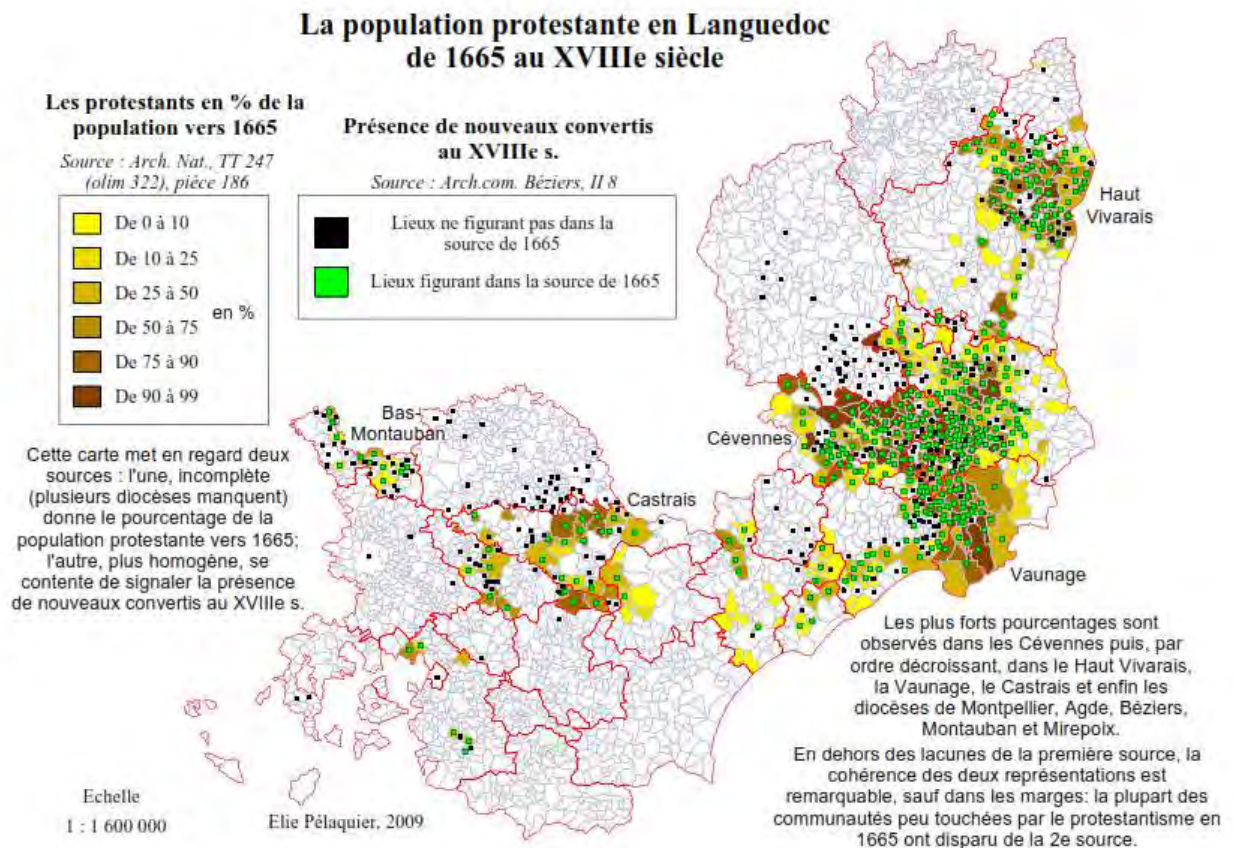 La population protestante en Languedoc
de 1665 au XVIIIe siècle
Les protestants en % de la
population vers 1665
Source : Arch. Nat., TT 247
(olim 322), pièce 186
De 0 à 10
De 10 à 25
De 25 à 50
De 50 à 75
De 75 à 90
De 90 à 99
en %
Présence de nouveaux convertis
au XVIIIe s.
Source : Arch.com. Béziers, II 8
Lieux ne figurant pas dans la
source de 1665
Lieux figurant dans la source de 1665
Haut
Vivarais
Bas-
Montauban
Cévennes
Castrais
Vaunage
Cette carte met en regard deux
sources : l'une, incomplète
(plusieurs diocèses manquent)
donne le pourcentage de la
population protestante vers 1665;
l'autre, plus homogène, se
contente de signaler la présence
de nouveaux convertis au XVIIIe s.
Les plus forts pourcentages sont
observés dans les Cévennes puis, par
ordre décroissant, dans le Haut Vivarais,
la Vaunage, le Castrais et enfin les
diocèses de Montpellier, Agde, Béziers,
Montauban et Mirepoix.
En dehors des lacunes de la première source, la
cohérence des deux représentations est
remarquable, sauf dans les marges: la plupart des
communautés peu touchées par le protestantisme en
1665 ont disparu de la 2e source.
Echelle
1 : 1 600 000
Elie Pélaquier, 2009